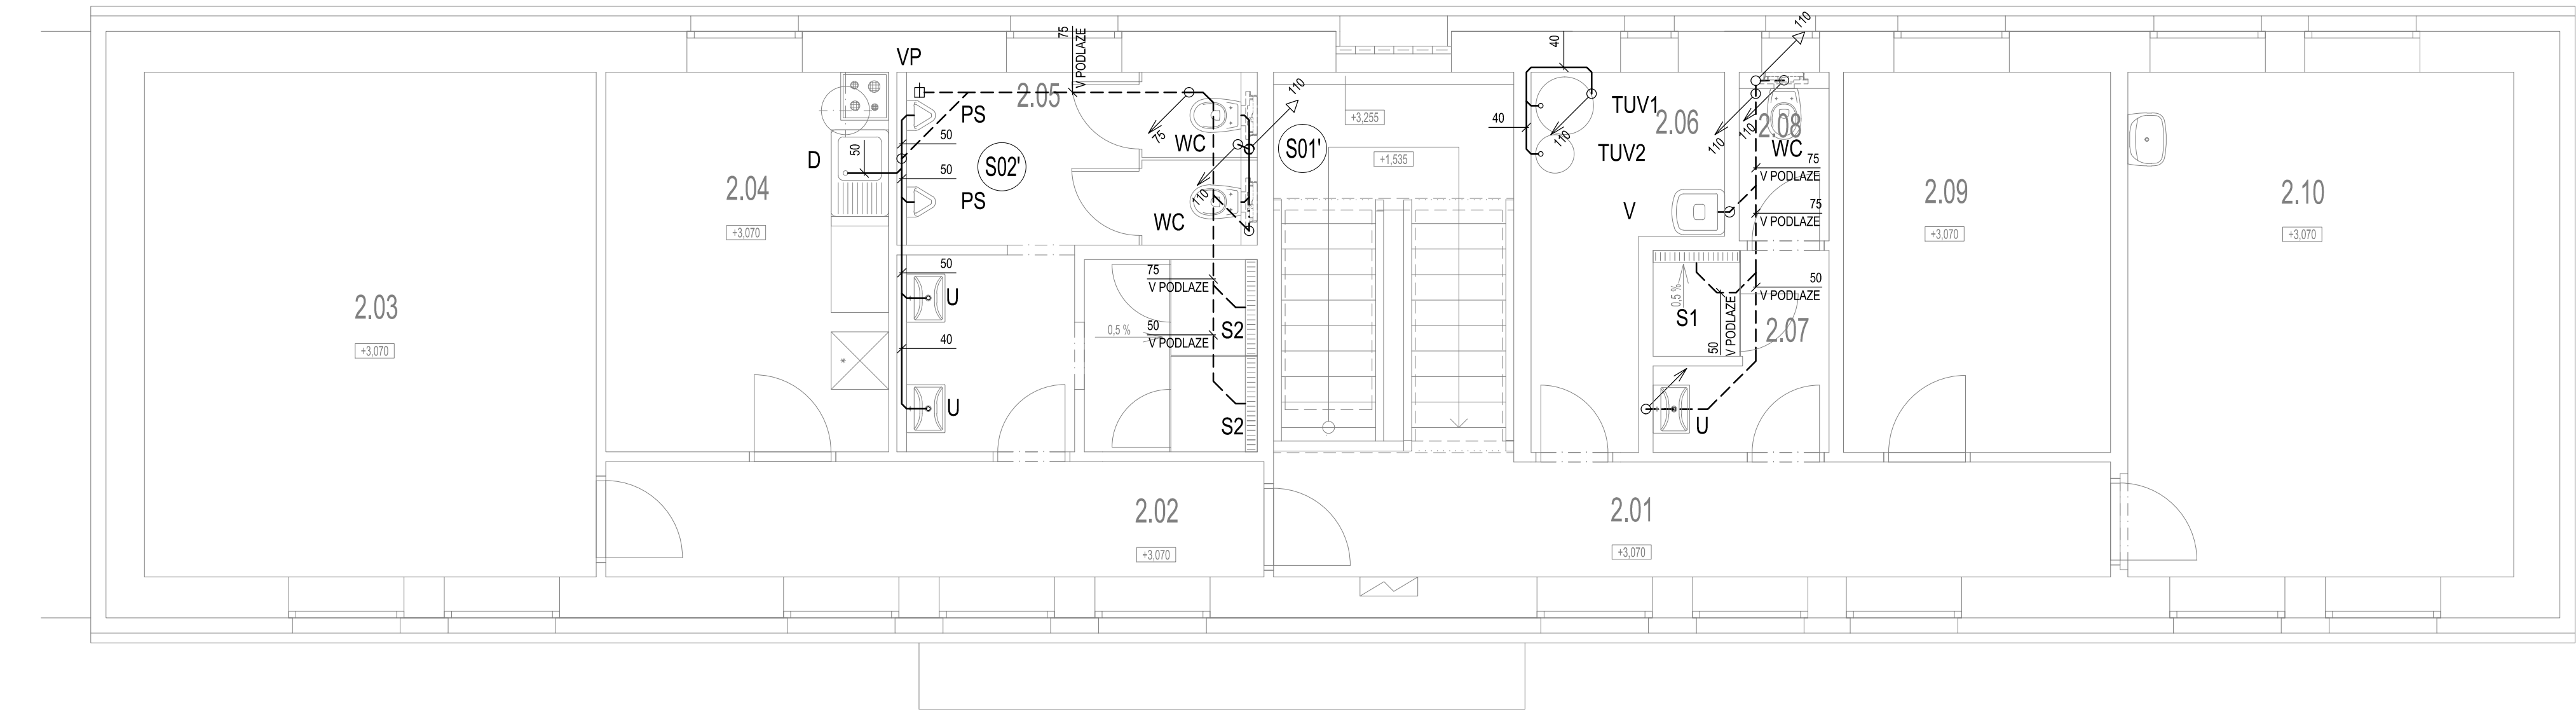 110
75
V PODLAZE
40
VP
2.05
110
TUV1
2.06
PS
40
+3,255
2.08
50
75
S01'
110
110
110
WC
WC
D
50
S02'
+1,535
TUV2
75
V PODLAZE
50
2.04
2.09
2.10
PS
110
V
75
V PODLAZE
WC
+3,070
+3,070
+3,070
50
75
V PODLAZE
50
V PODLAZE
U
0,5 %
2.03
S1
V PODLAZE
50
2.07
0,5 %
50
V PODLAZE
S2
40
+3,070
U
S2
U
2.02
2.01
+3,070
+3,070